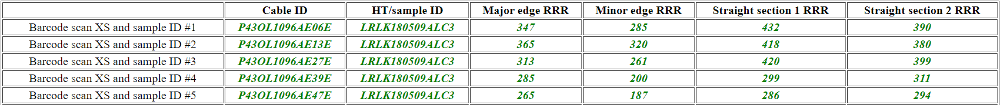 Cable ID HT/sample ID Major edge RRR Minor edge RRR Straight section 1 RRR Straight section 2 RRR
Barcode scan XS and sample ID #1 P43OL1096AE06E LRLK180509ALC3 347 285 432 390
Barcode scan XS and sample ID #2 P43OL1096AE13E LRLK180509ALC3 365 320 418 380
Barcode scan XS and sample ID #3 P43OL1096AE27E LRLK180509ALC3 313 261 420 399
Barcode scan XS and sample ID #4 P43OL1096AE39E LRLK180509ALC3 285 200 299 311
Barcode scan XS and sample ID #5 P43OL1096AE47E LRLK180509ALC3 265 187 286 294